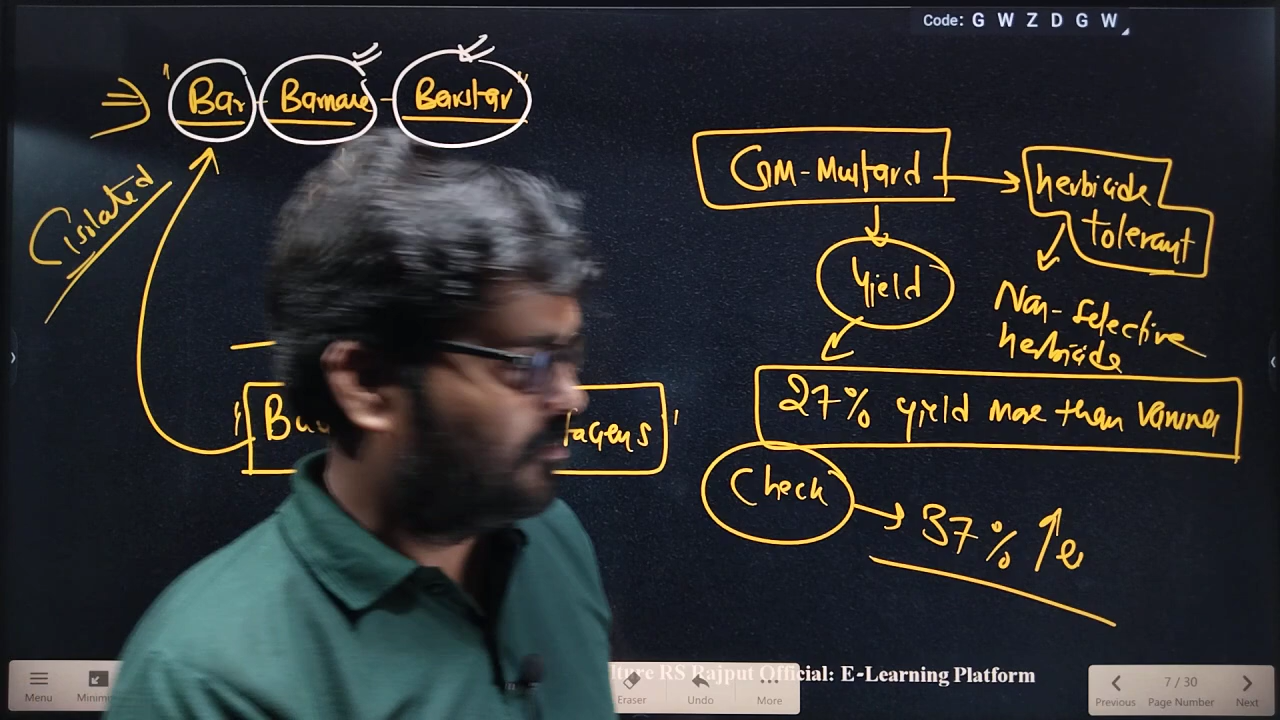 Code: G W Z D G W
"Bar - Barnase - Barstar"
isolated
GM-Mustard
herbicide
tolerant
Yield
Non-Selective
herbicide
27% yield more than Varuna
Check
37% ↑e
lture RS Rajput Official: E-Learning Platform
Menu
Eraser
Undo
More
Previous
7 / 30
Page Number
Next